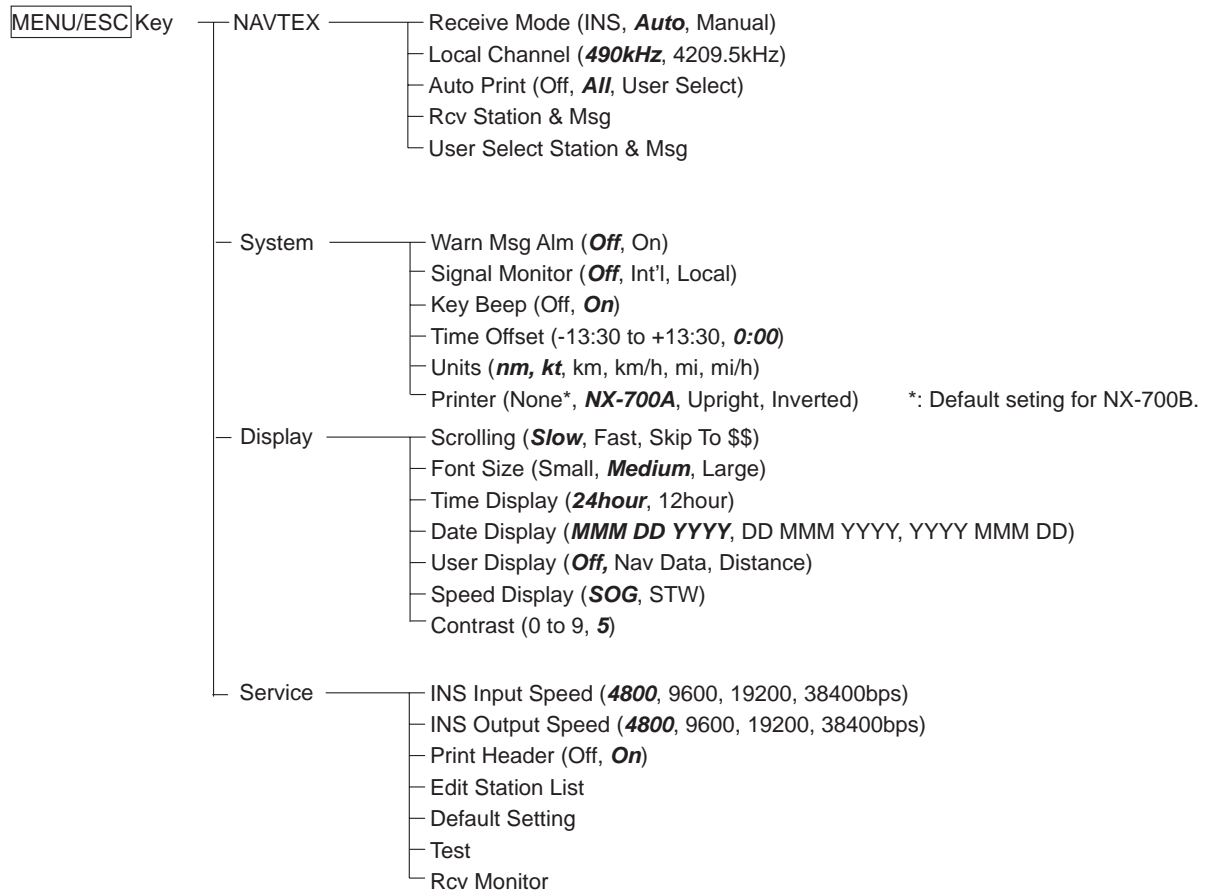 MENU/ESC Key
NAVTEX
Receive Mode (INS, Auto, Manual)
Local Channel (490kHz, 4209.5kHz)
Auto Print (Off, All, User Select)
Rcv Station & Msg
User Select Station & Msg
System
Warn Msg Alm (Off, On)
Signal Monitor (Off, Int'l, Local)
Key Beep (Off, On)
Time Offset (-13:30 to +13:30, 0:00)
Units (nm, kt, km, km/h, mi, mi/h)
Printer (None*, NX-700A, Upright, Inverted) *: Default seting for NX-700B.
Display
Scrolling (Slow, Fast, Skip To $$)
Font Size (Small, Medium, Large)
Time Display (24hour, 12hour)
Date Display (MMM DD YYYY, DD MMM YYYY, YYYY MMM DD)
User Display (Off, Nav Data, Distance)
Speed Display (SOG, STW)
Contrast (0 to 9, 5)
Service
INS Input Speed (4800, 9600, 19200, 38400bps)
INS Output Speed (4800, 9600, 19200, 38400bps)
Print Header (Off, On)
Edit Station List
Default Setting
Test
Rcv Monitor